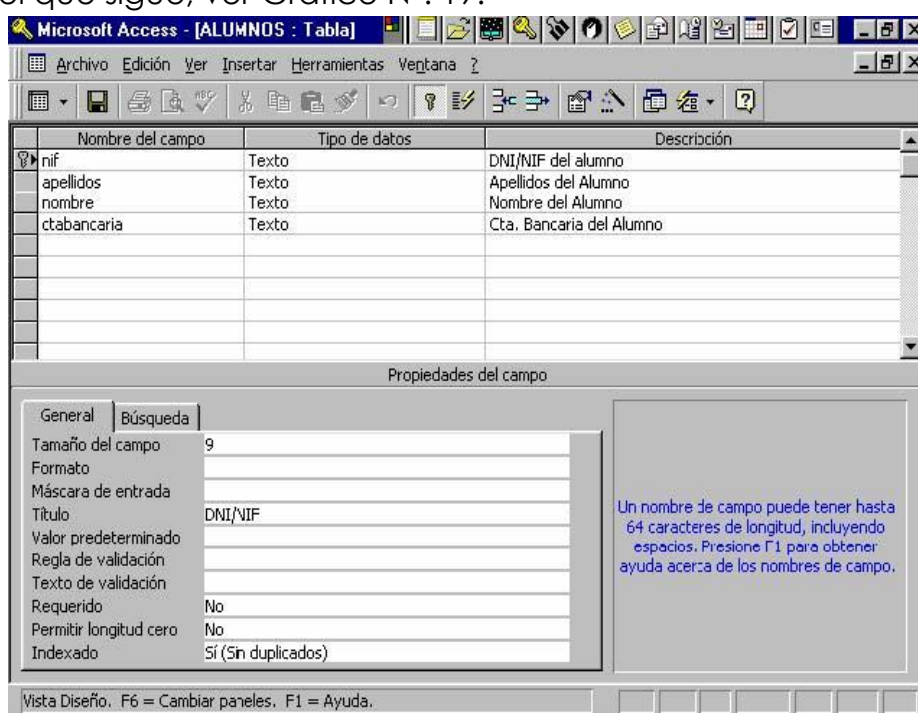 el que sigue, ver Gráfico N°. 19.
Microsoft Access - [ALUMNOS : Tabla]
Archivo Edición Ver Insertar Herramientas Ventana ?
Nombre del campo Tipo de datos Descripción
nif Texto DNI/NIF del alumno
apellidos Texto Apellidos del Alumno
nombre Texto Nombre del Alumno
ctabancaria Texto Cta. Bancaria del Alumno
Propiedades del campo
General Búsqueda
Tamaño del campo 9
Formato
Máscara de entrada
Título DNI/NIF
Valor predeterminado
Regla de validación
Texto de validación
Requerido No
Permitir longitud cero No
Indexado Sí (Sin duplicados)
Un nombre de campo puede tener hasta
64 caracteres de longitud, incluyendo
espacios. Presione F1 para obtener
ayuda acerca de los nombres de campo.
Vista Diseño. F6 = Cambiar paneles. F1 = Ayuda.